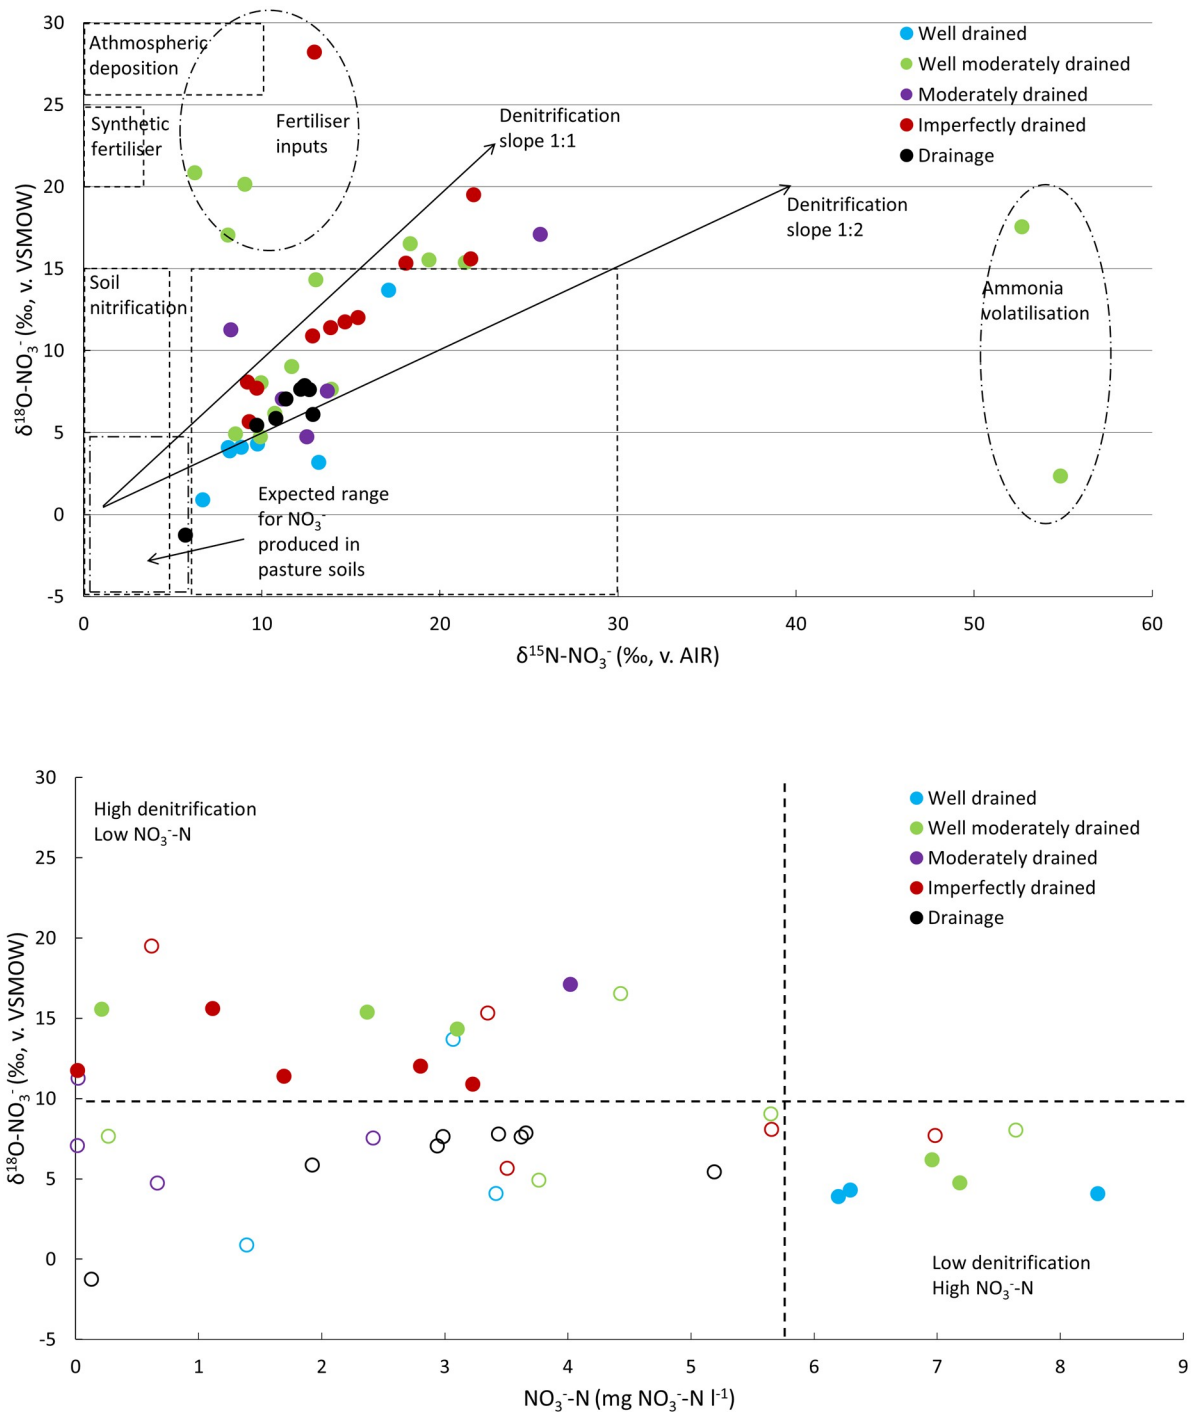 30
25
20
15
10
5
0
-5
δ¹⁸O-NO₃⁻ (‰, v. VSMOW)
Athmospheric
deposition
Synthetic
fertiliser
Fertiliser
inputs
Denitrification
slope 1:1
Denitrification
slope 1:2
Well drained
Well moderately drained
Moderately drained
Imperfectly drained
Drainage
Soil
nitrification
Ammonia
volatilisation
Expected range
for NO₃⁻
produced in
pasture soils
0 10 20 30 40 50 60
δ¹⁵N-NO₃⁻ (‰, v. AIR)
30
25
20
15
10
5
0
-5
δ¹⁸O-NO₃⁻ (‰, v. VSMOW)
High denitrification
Low NO₃⁻-N
Well drained
Well moderately drained
Moderately drained
Imperfectly drained
Drainage
Low denitrification
High NO₃⁻-N
0 1 2 3 4 5 6 7 8 9
NO₃⁻-N (mg NO₃⁻-N l⁻¹)